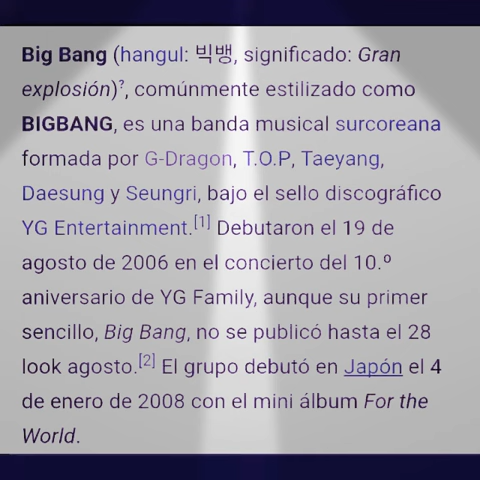 Big Bang (hangul: 빅뱅, significado: Gran
explosión)?, comúnmente estilizado como
BIGBANG, es una banda musical surcoreana
formada por G-Dragon, T.O.P, Taeyang,
Daesung y Seungri, bajo el sello discográfico
YG Entertainment.[1] Debutaron el 19 de
agosto de 2006 en el concierto del 10.º
aniversario de YG Family, aunque su primer
sencillo, Big Bang, no se publicó hasta el 28
look agosto.[2] El grupo debutó en Japón el 4
de enero de 2008 con el mini álbum For the
World.